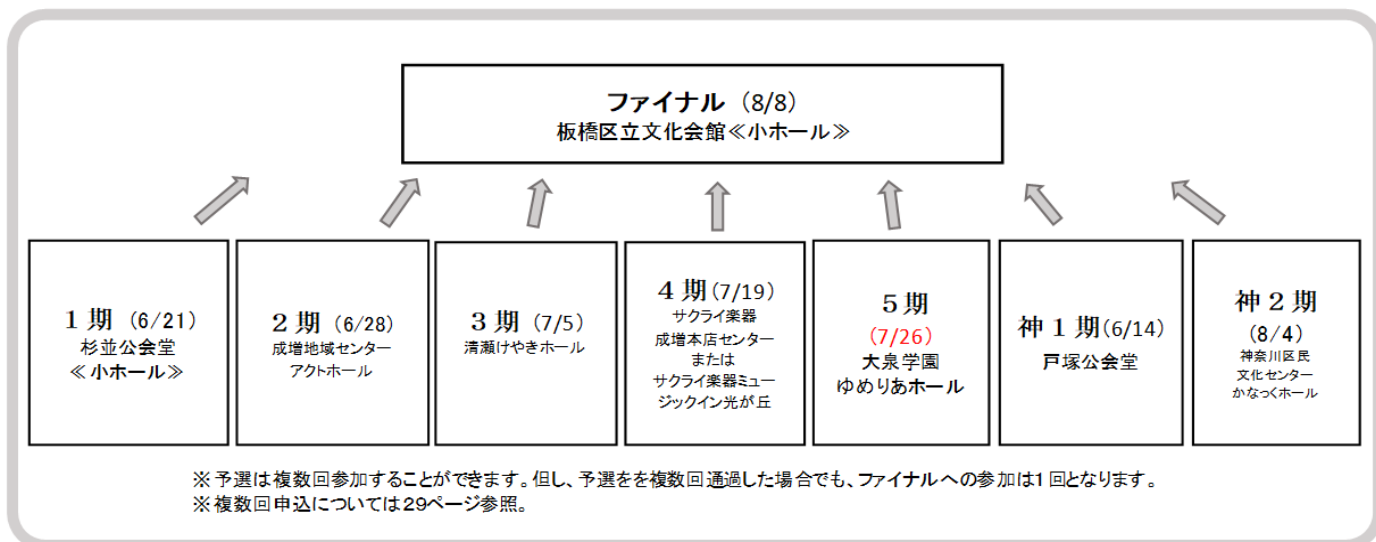 ファイナル (8/8)
板橋区立文化会館≪小ホール≫
1期 (6/21)
杉並公会堂
≪小ホール≫
2期 (6/28)
成増地域センター
アクトホール
3期 (7/5)
清瀬けやきホール
4期 (7/19)
サクライ楽器
成増本店センター
または
サクライ楽器ミュー
ジックイン光が丘
5期
(7/26)
大泉学園
ゆめりあホール
神1期(6/14)
戸塚公会堂
神2期
(8/4)
神奈川区民
文化センター
かなっくホール
※予選は複数回参加することができます。但し、予選をを複数回通過した場合でも、ファイナルへの参加は1回となります。
※複数回申込については29ページ参照。